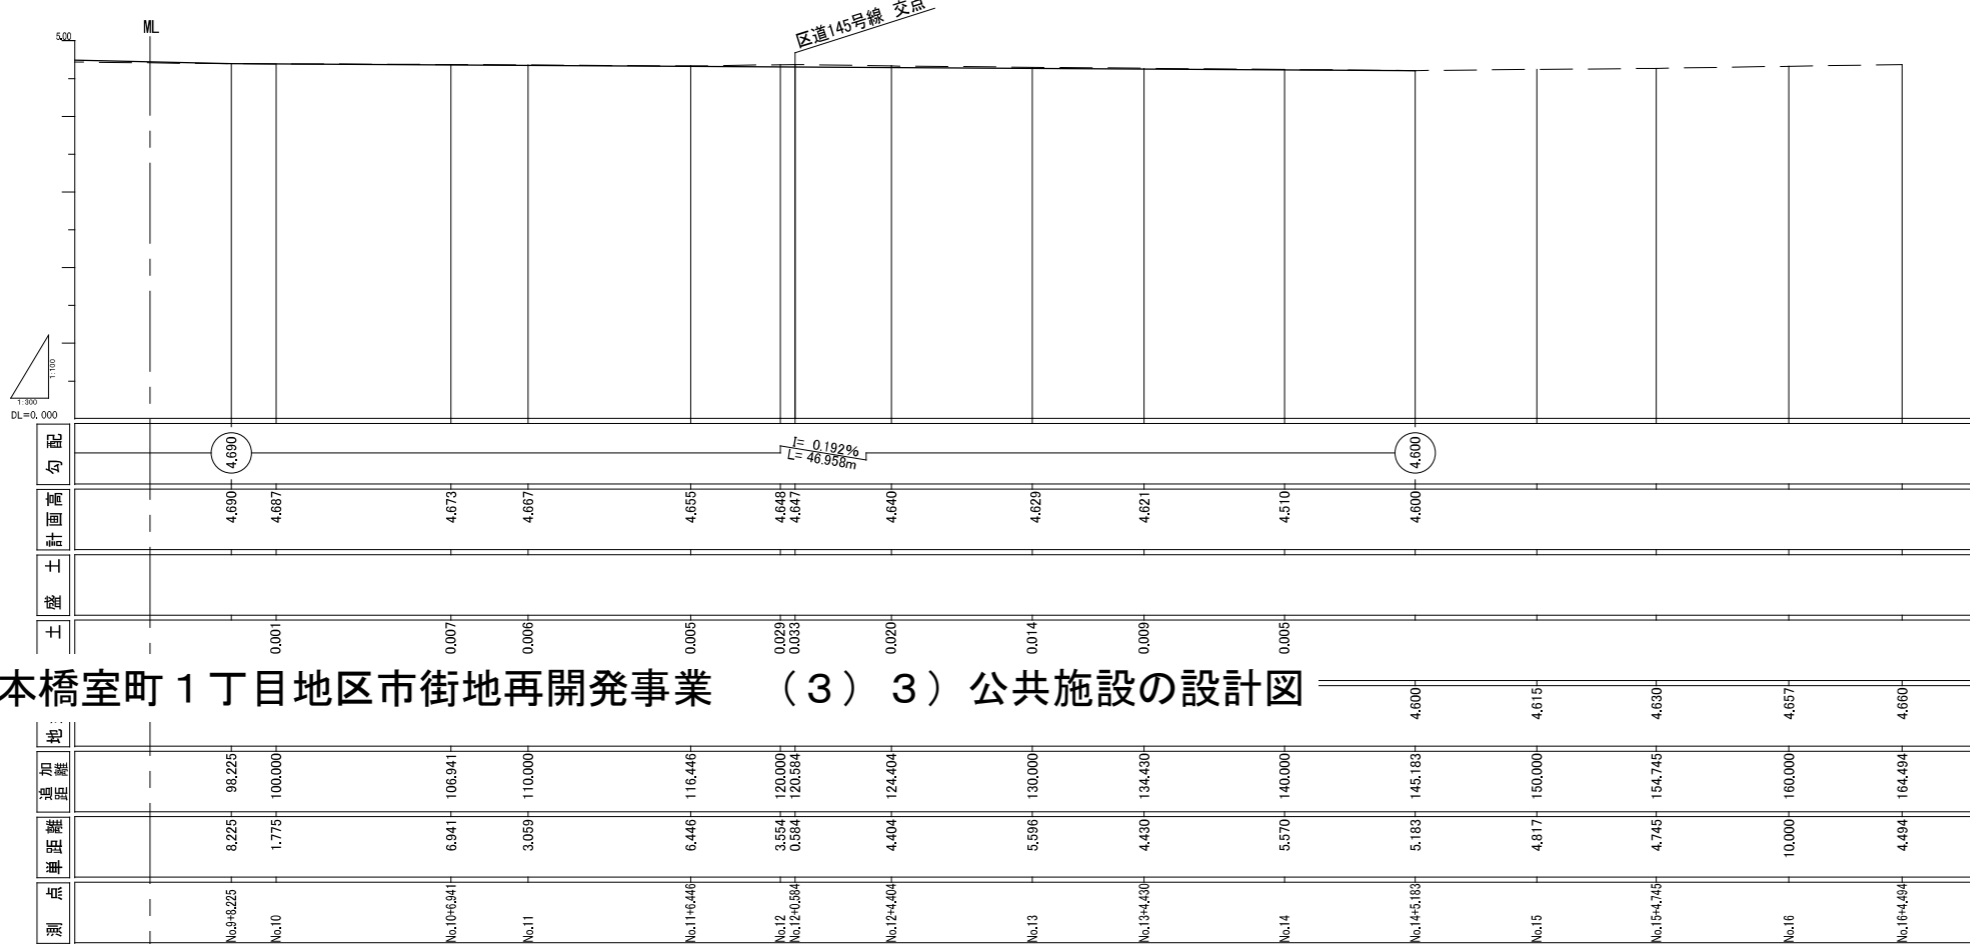 ML
区道145号線 交点
5.00
1:100
1:300
DL=0.000
勾配
4.690
I= 0.192%
L= 46.958m
4.600
計画高
4.690 4.687 4.673 4.667 4.655 4.648 4.647 4.640 4.629 4.621 4.510 4.600
盛土
土
0.001 0.007 0.006 0.005 0.029 0.033 0.020 0.014 0.009 0.005
本橋室町1丁目地区市街地再開発事業 (3)3)公共施設の設計図
地
4.600 4.615 4.630 4.657 4.660
追加距離
98.225 100.000 106.941 110.000 116.446 120.000 120.584 124.404 130.000 134.430 140.000 145.183 150.000 154.745 160.000 164.494
単距離
8.225 1.775 6.941 3.059 6.446 3.554 0.584 4.404 5.596 4.430 5.570 5.183 4.817 4.745 10.000 4.494
測点
No.9+8.225 No.10 No.10+6.941 No.11 No.11+6.446 No.12 No.12+0.584 No.12+4.404 No.13 No.13+4.430 No.14 No.14+5.183 No.15 No.15+4.745 No.16 No.16+4.494